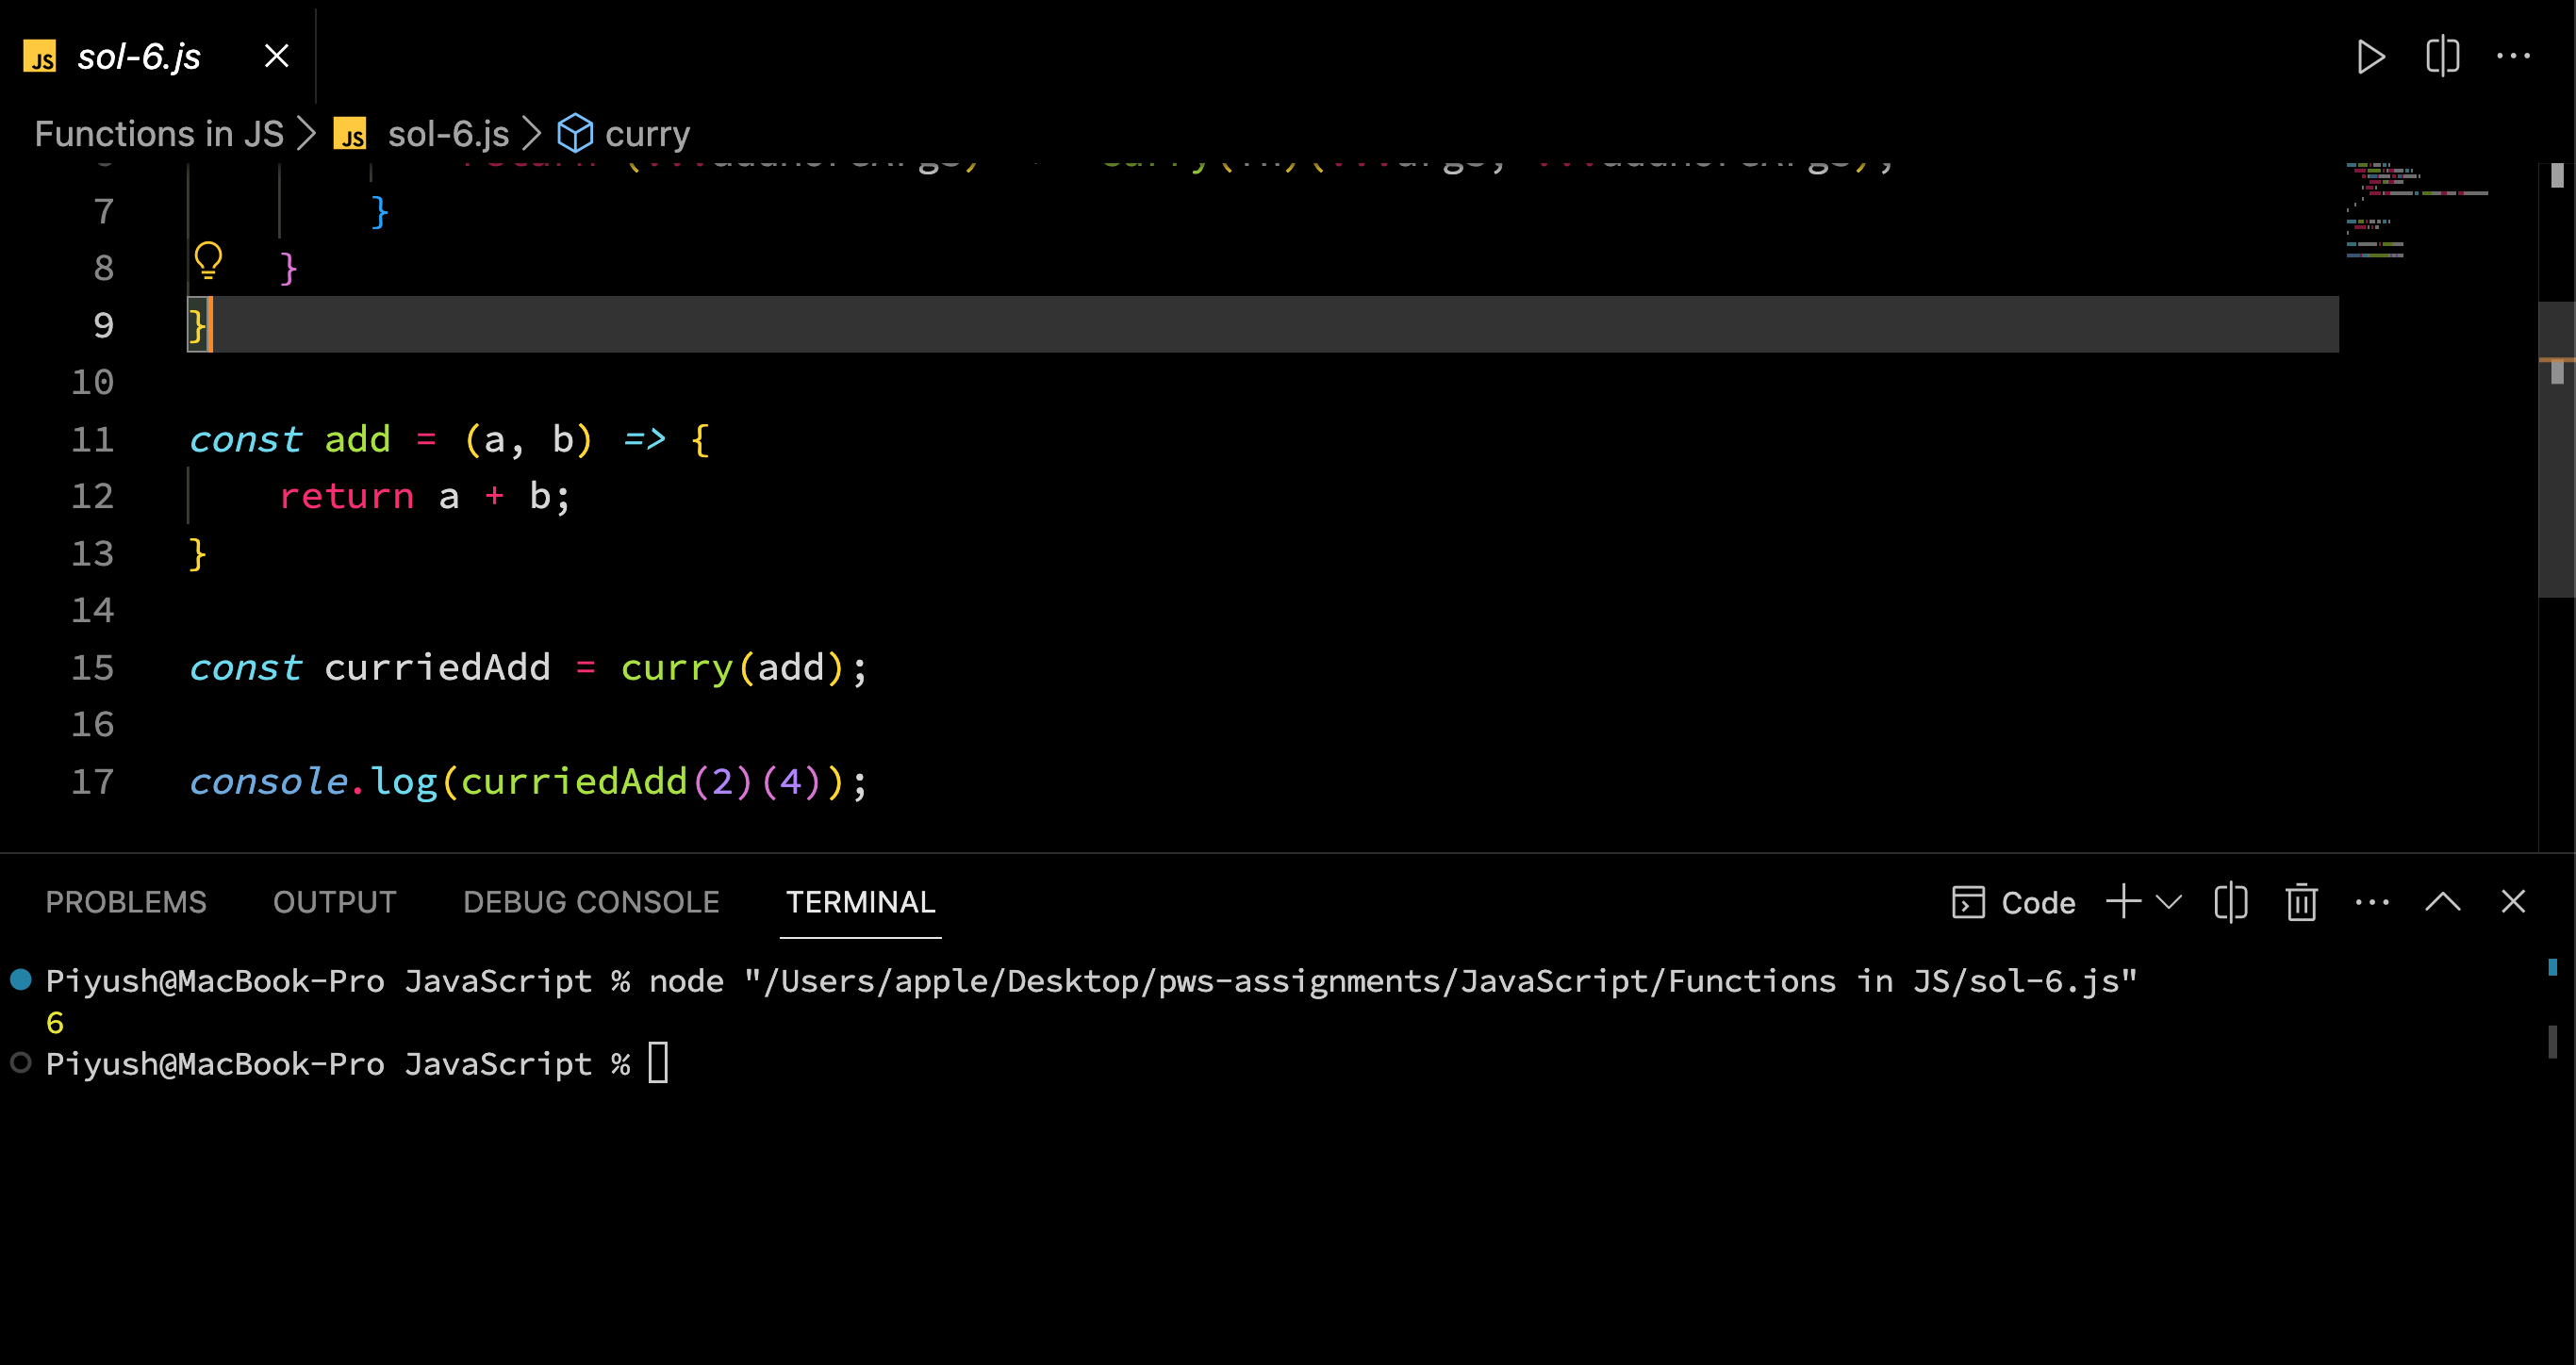 JS sol-6.js
Functions in JS > JS sol-6.js > curry
7 }
8 }
9 }
10
11 const add = (a, b) => {
12 return a + b;
13 }
14
15 const curriedAdd = curry(add);
16
17 console.log(curriedAdd(2)(4));
PROBLEMS OUTPUT DEBUG CONSOLE TERMINAL Code
Piyush@MacBook-Pro JavaScript % node "/Users/apple/Desktop/pws-assignments/JavaScript/Functions in JS/sol-6.js"
6
Piyush@MacBook-Pro JavaScript %